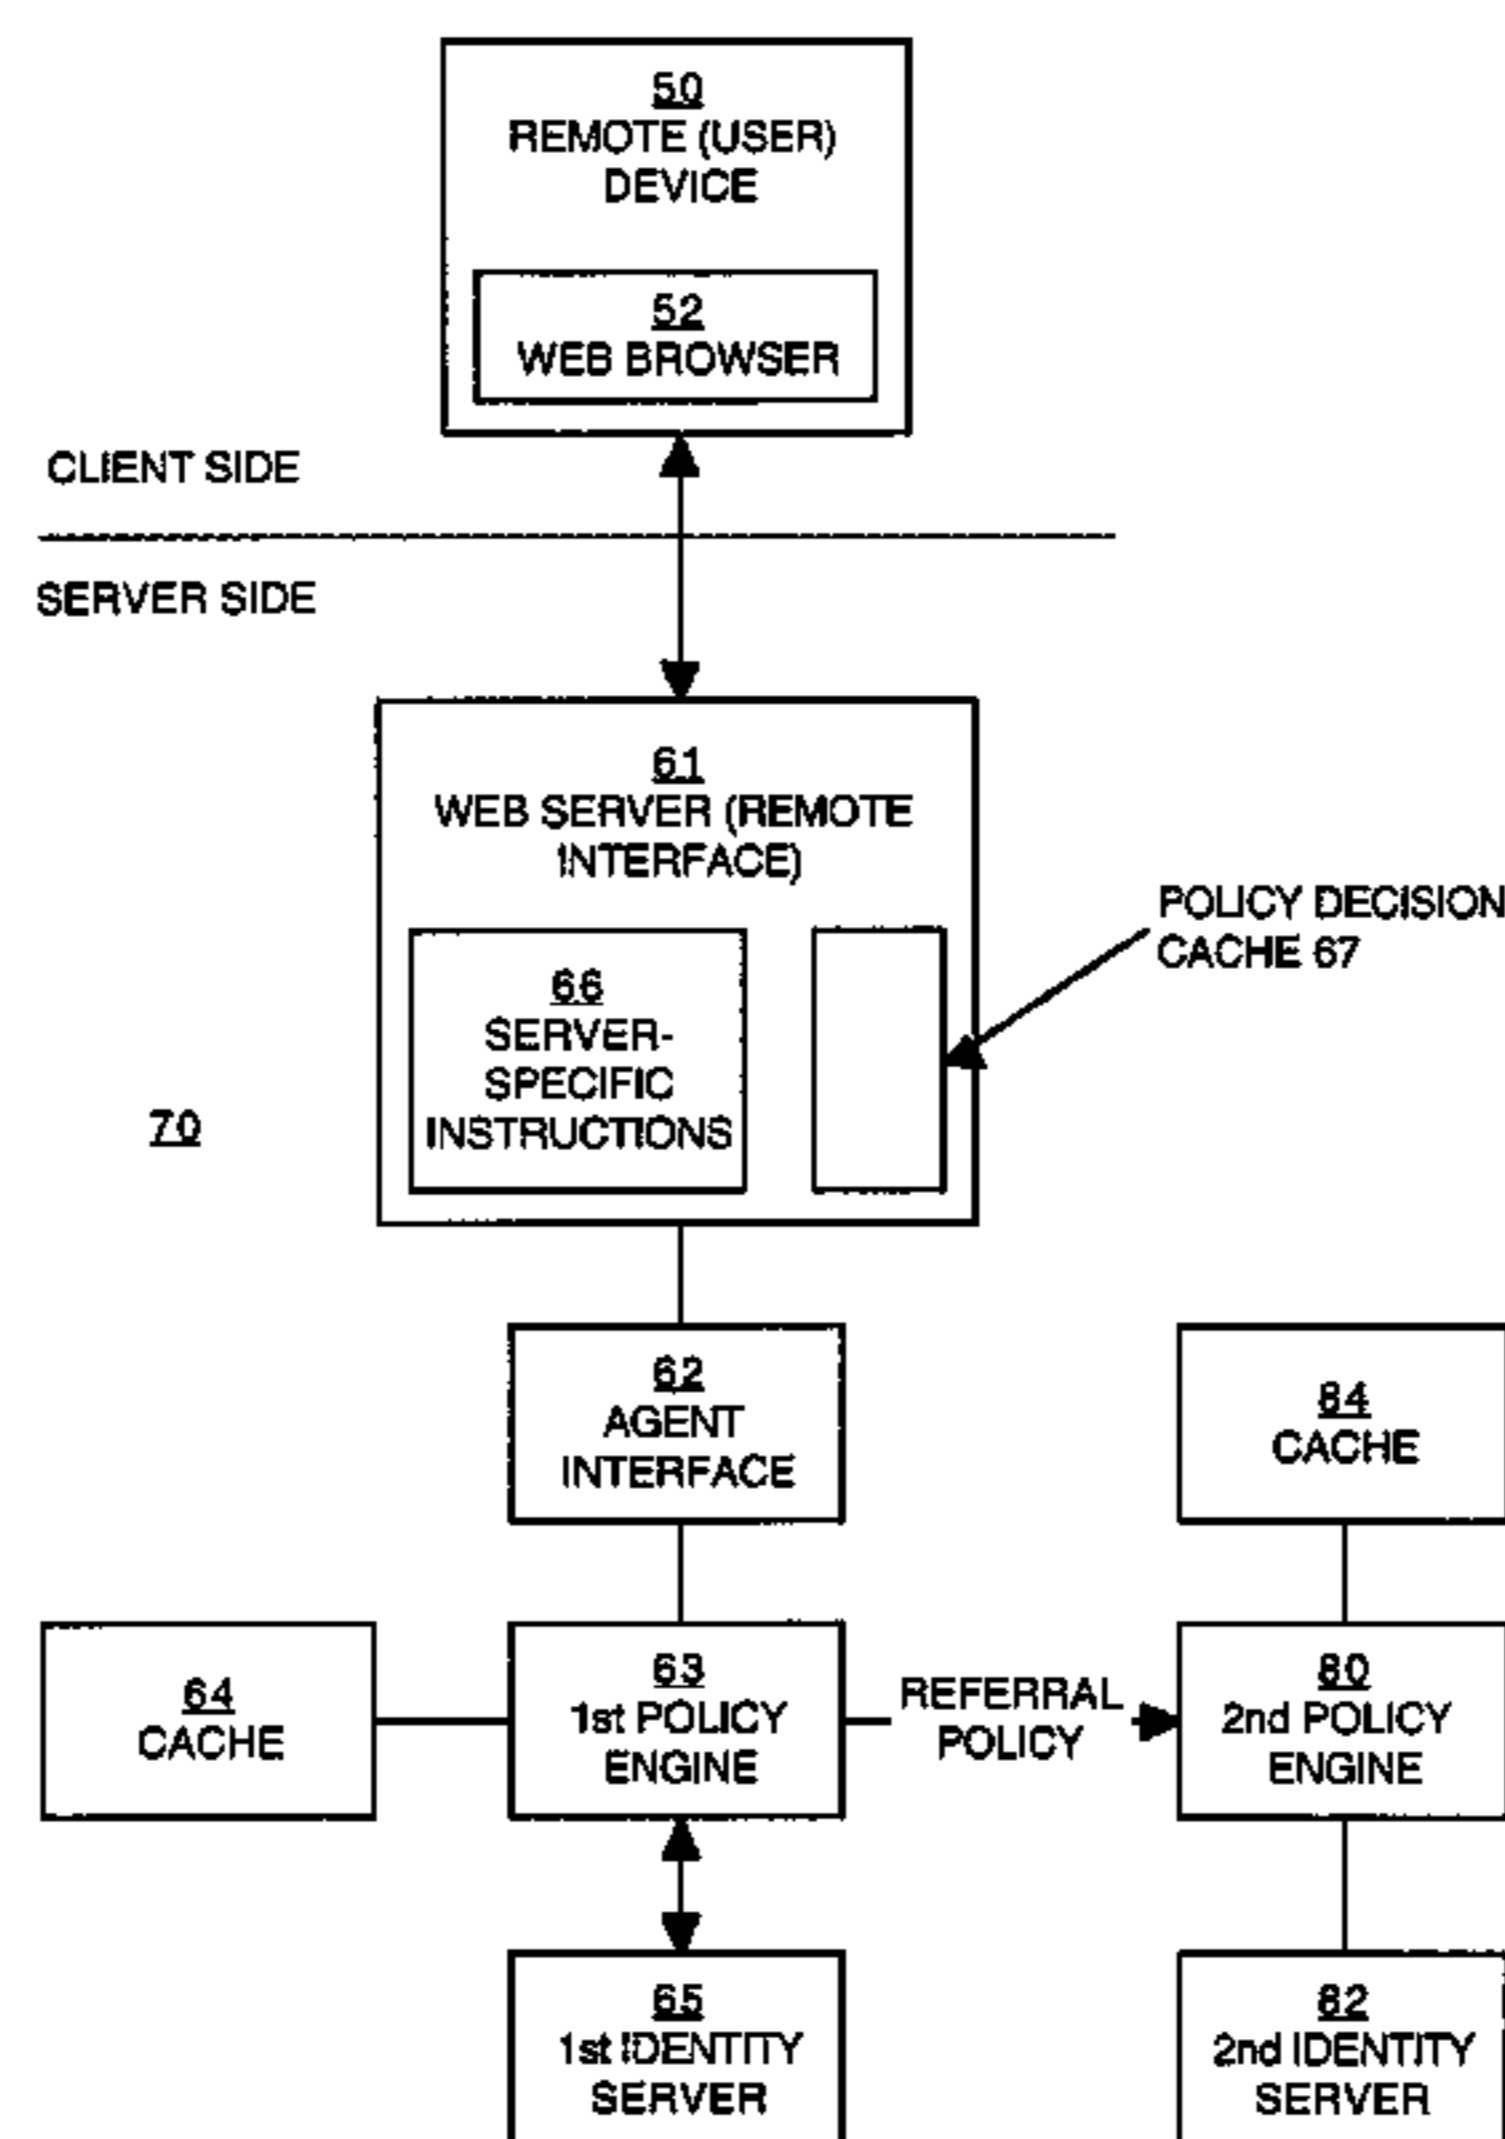 50
REMOTE (USER)
DEVICE
52
WEB BROWSER
CLIENT SIDE
SERVER SIDE
61
WEB SERVER (REMOTE
INTERFACE)
POLICY DECISION
CACHE 67
66
SERVER-
SPECIFIC
INSTRUCTIONS
70
62
AGENT
INTERFACE
84
CACHE
64
CACHE
63
1st POLICY
ENGINE
REFERRAL
POLICY
80
2nd POLICY
ENGINE
65
1st IDENTITY
SERVER
82
2nd IDENTITY
SERVER